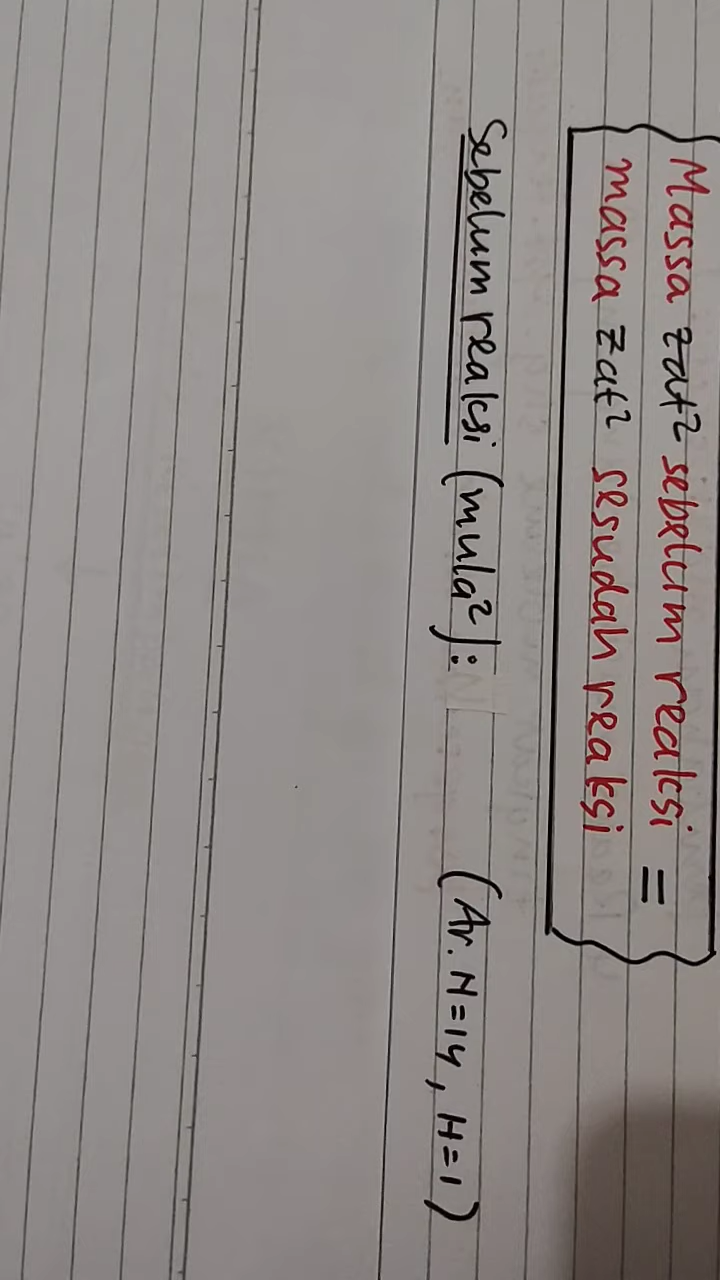 Massa zat² sebelum reaksi =
massa zat² sesudah reaksi
Sebelum reaksi (mula²): (Ar. N=14, H=1)